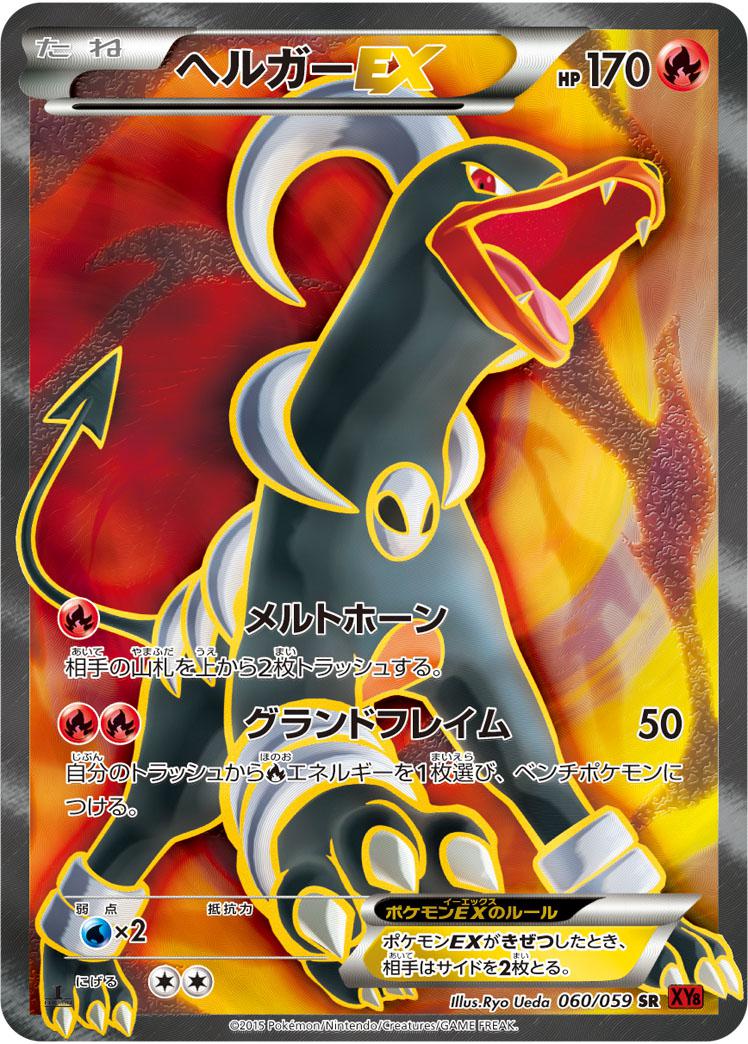 たね ヘルガーEX HP170
メルトホーン
相手の山札を上から2枚トラッシュする。
グランドフレイム 50
自分のトラッシュからエネルギーを1枚選び、ベンチポケモンに
つける。
弱点 抵抗力
×2
イーエックス
ポケモンEXのルール
ポケモンEXがきぜつしたとき、
相手はサイドを2枚とる。
にげる
Illus.Ryo Ueda 060/059 SR XY8
©2015 Pokémon/Nintendo/Creatures/GAME FREAK.